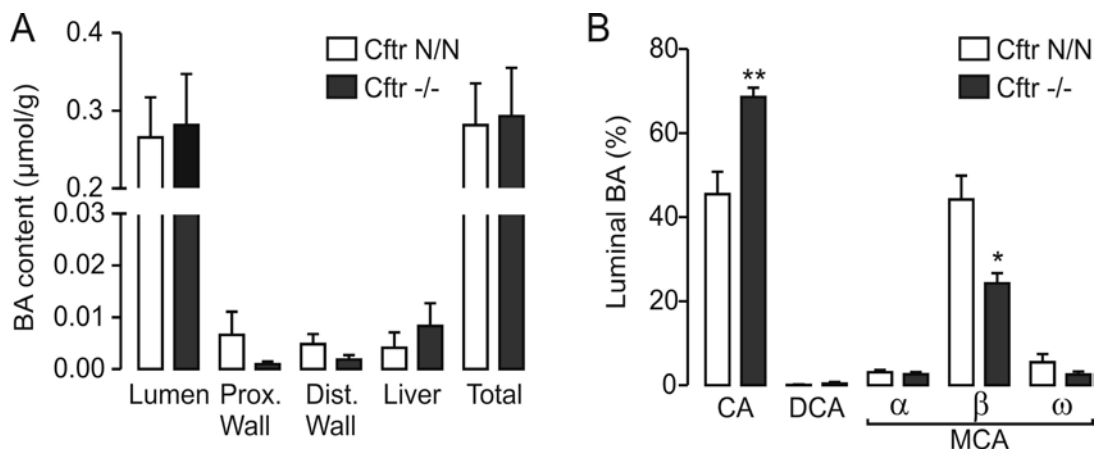 A
BA content (μmol/g)
0.4
0.3
0.2
0.03
0.02
0.01
0.00
Cftr N/N
Cftr -/-
Lumen
Prox.
Wall
Dist.
Wall
Liver
Total
B
Luminal BA (%)
80
60
40
20
0
Cftr N/N
Cftr -/-
**
*
CA
DCA
α
β
ω
MCA